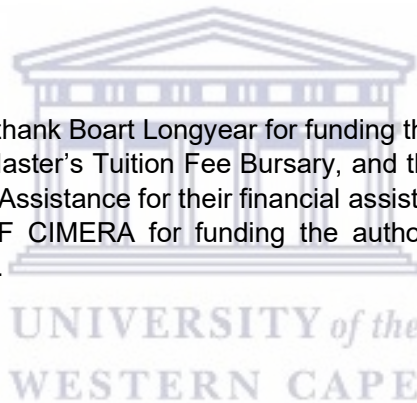 thank Boart Longyear for funding th
Master's Tuition Fee Bursary, and th
Assistance for their financial assist
F CIMERA for funding the autho
UNIVERSITY of the
WESTERN CAPE